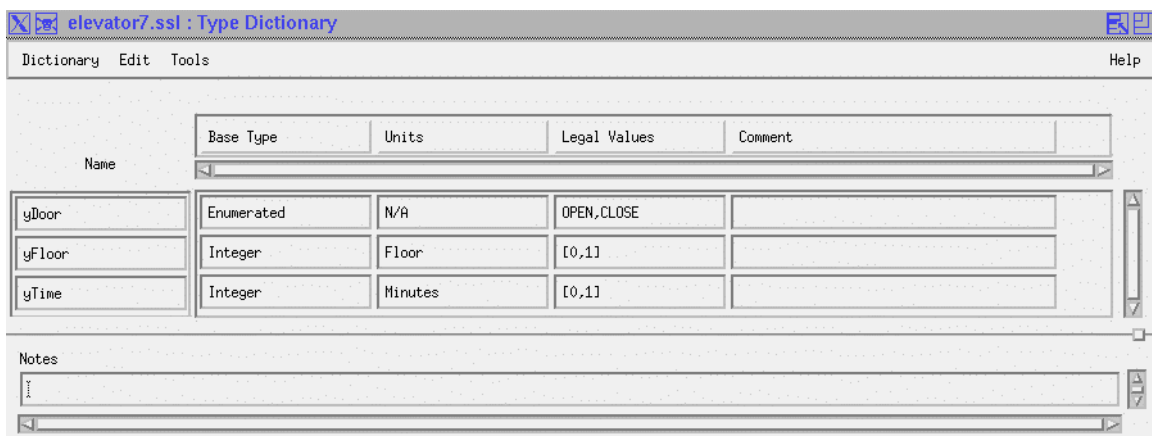 elevator7.ssl : Type Dictionary
Dictionary Edit Tools Help
Base Type Units Legal Values Comment
Name
yDoor Enumerated N/A OPEN,CLOSE
yFloor Integer Floor [0,1]
yTime Integer Minutes [0,1]
Notes